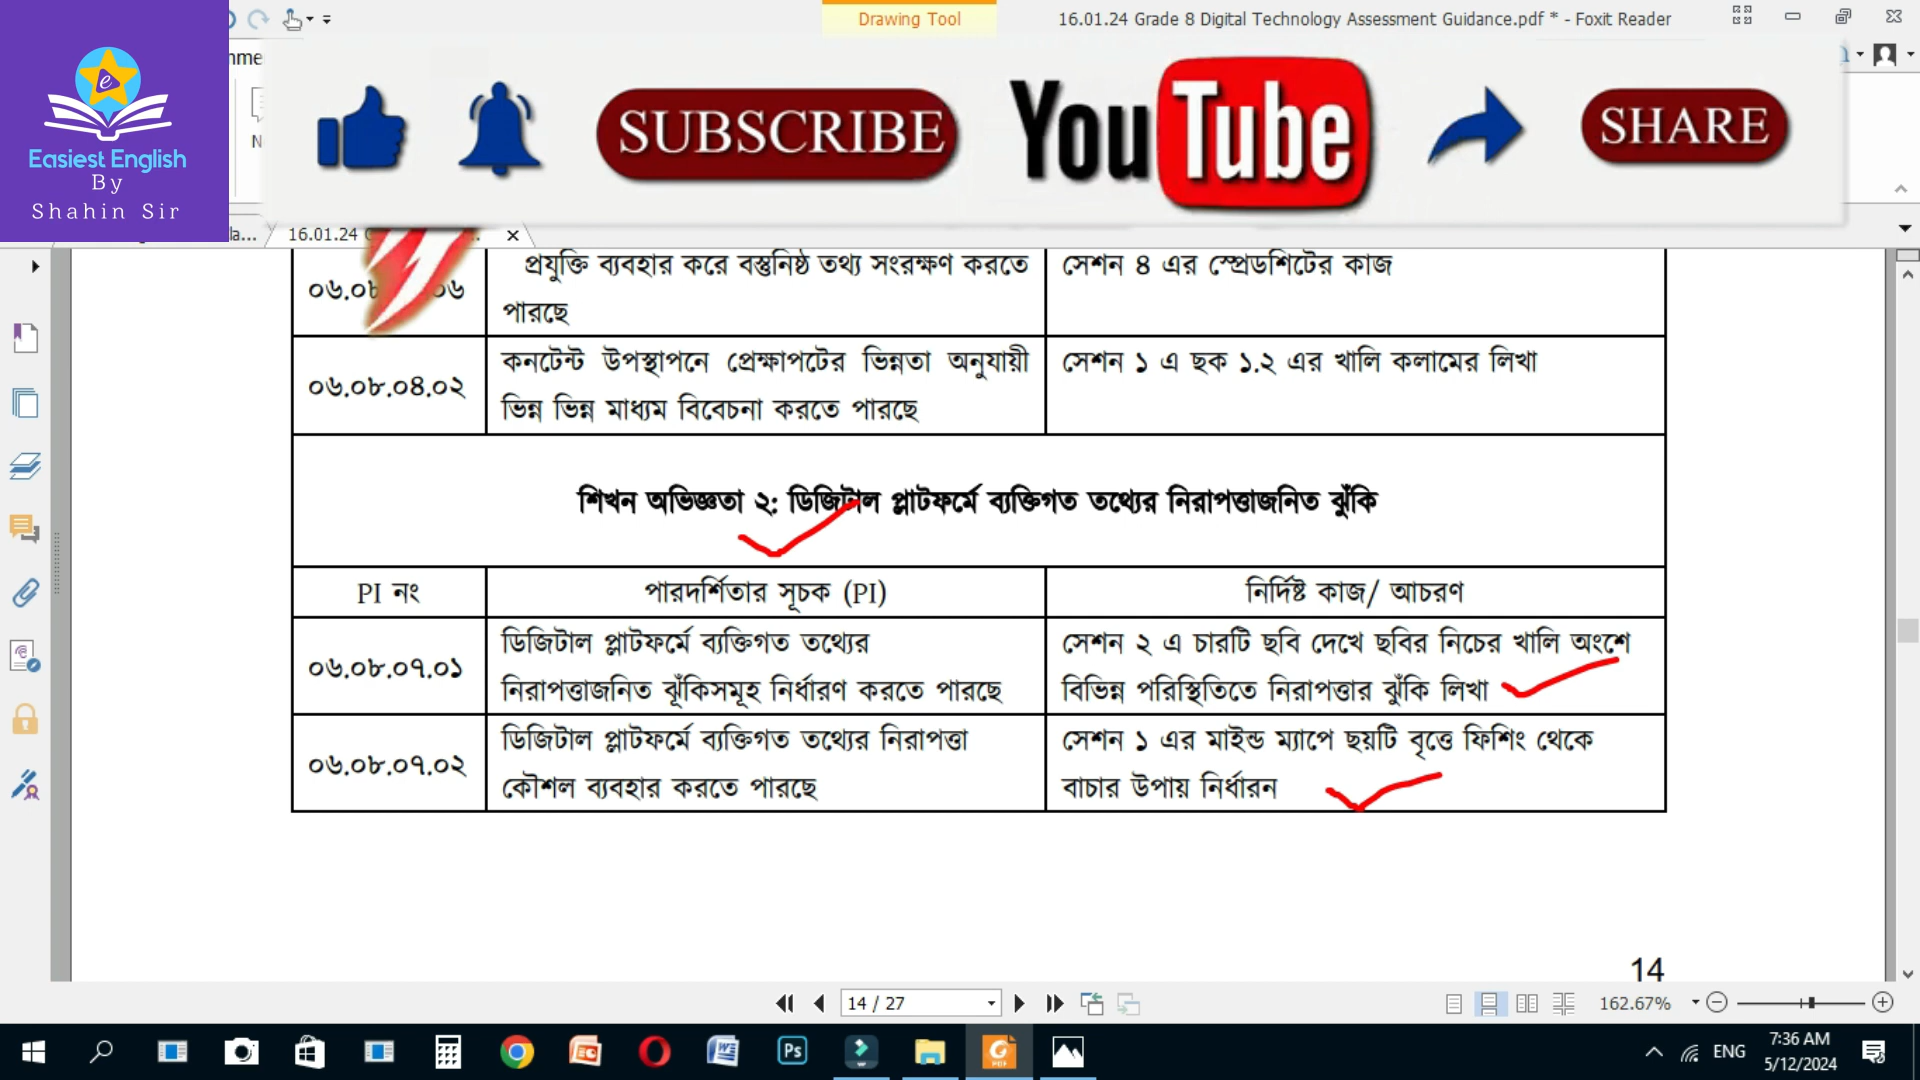 Drawing Tool
16.01.24 Grade 8 Digital Technology Assessment Guidance.pdf * - Foxit Reader
Easiest English
By
Shahin Sir
SUBSCRIBE
YouTube
SHARE
16.01.24
প্রযুক্তি ব্যবহার করে বস্তুনিষ্ঠ তথ্য সংরক্ষণ করতে
পারছে
সেশন ৪ এর স্প্রেডশিটের কাজ
০৬.০৮.০৪.০২
কনটেন্ট উপস্থাপনে প্রেক্ষাপটের ভিন্নতা অনুযায়ী
ভিন্ন ভিন্ন মাধ্যম বিবেচনা করতে পারছে
সেশন ১ এ ছক ১.২ এর খালি কলামের লিখা
শিখন অভিজ্ঞতা ২: ডিজিটাল প্লাটফর্মে ব্যক্তিগত তথ্যের নিরাপত্তাজনিত ঝুঁকি
PI নং
পারদর্শিতার সূচক (PI)
নির্দিষ্ট কাজ/ আচরণ
০৬.০৮.০৭.০১
ডিজিটাল প্লাটফর্মে ব্যক্তিগত তথ্যের
নিরাপত্তাজনিত ঝূঁকিসমূহ নির্ধারণ করতে পারছে
সেশন ২ এ চারটি ছবি দেখে ছবির নিচের খালি অংশে
বিভিন্ন পরিস্থিতিতে নিরাপত্তার ঝুঁকি লিখা
০৬.০৮.০৭.০২
ডিজিটাল প্লাটফর্মে ব্যক্তিগত তথ্যের নিরাপত্তা
কৌশল ব্যবহার করতে পারছে
সেশন ১ এর মাইন্ড ম্যাপে ছয়টি বৃত্তে ফিশিং থেকে
বাচার উপায় নির্ধারন
14
14 / 27
162.67%
ENG
7:36 AM
5/12/2024